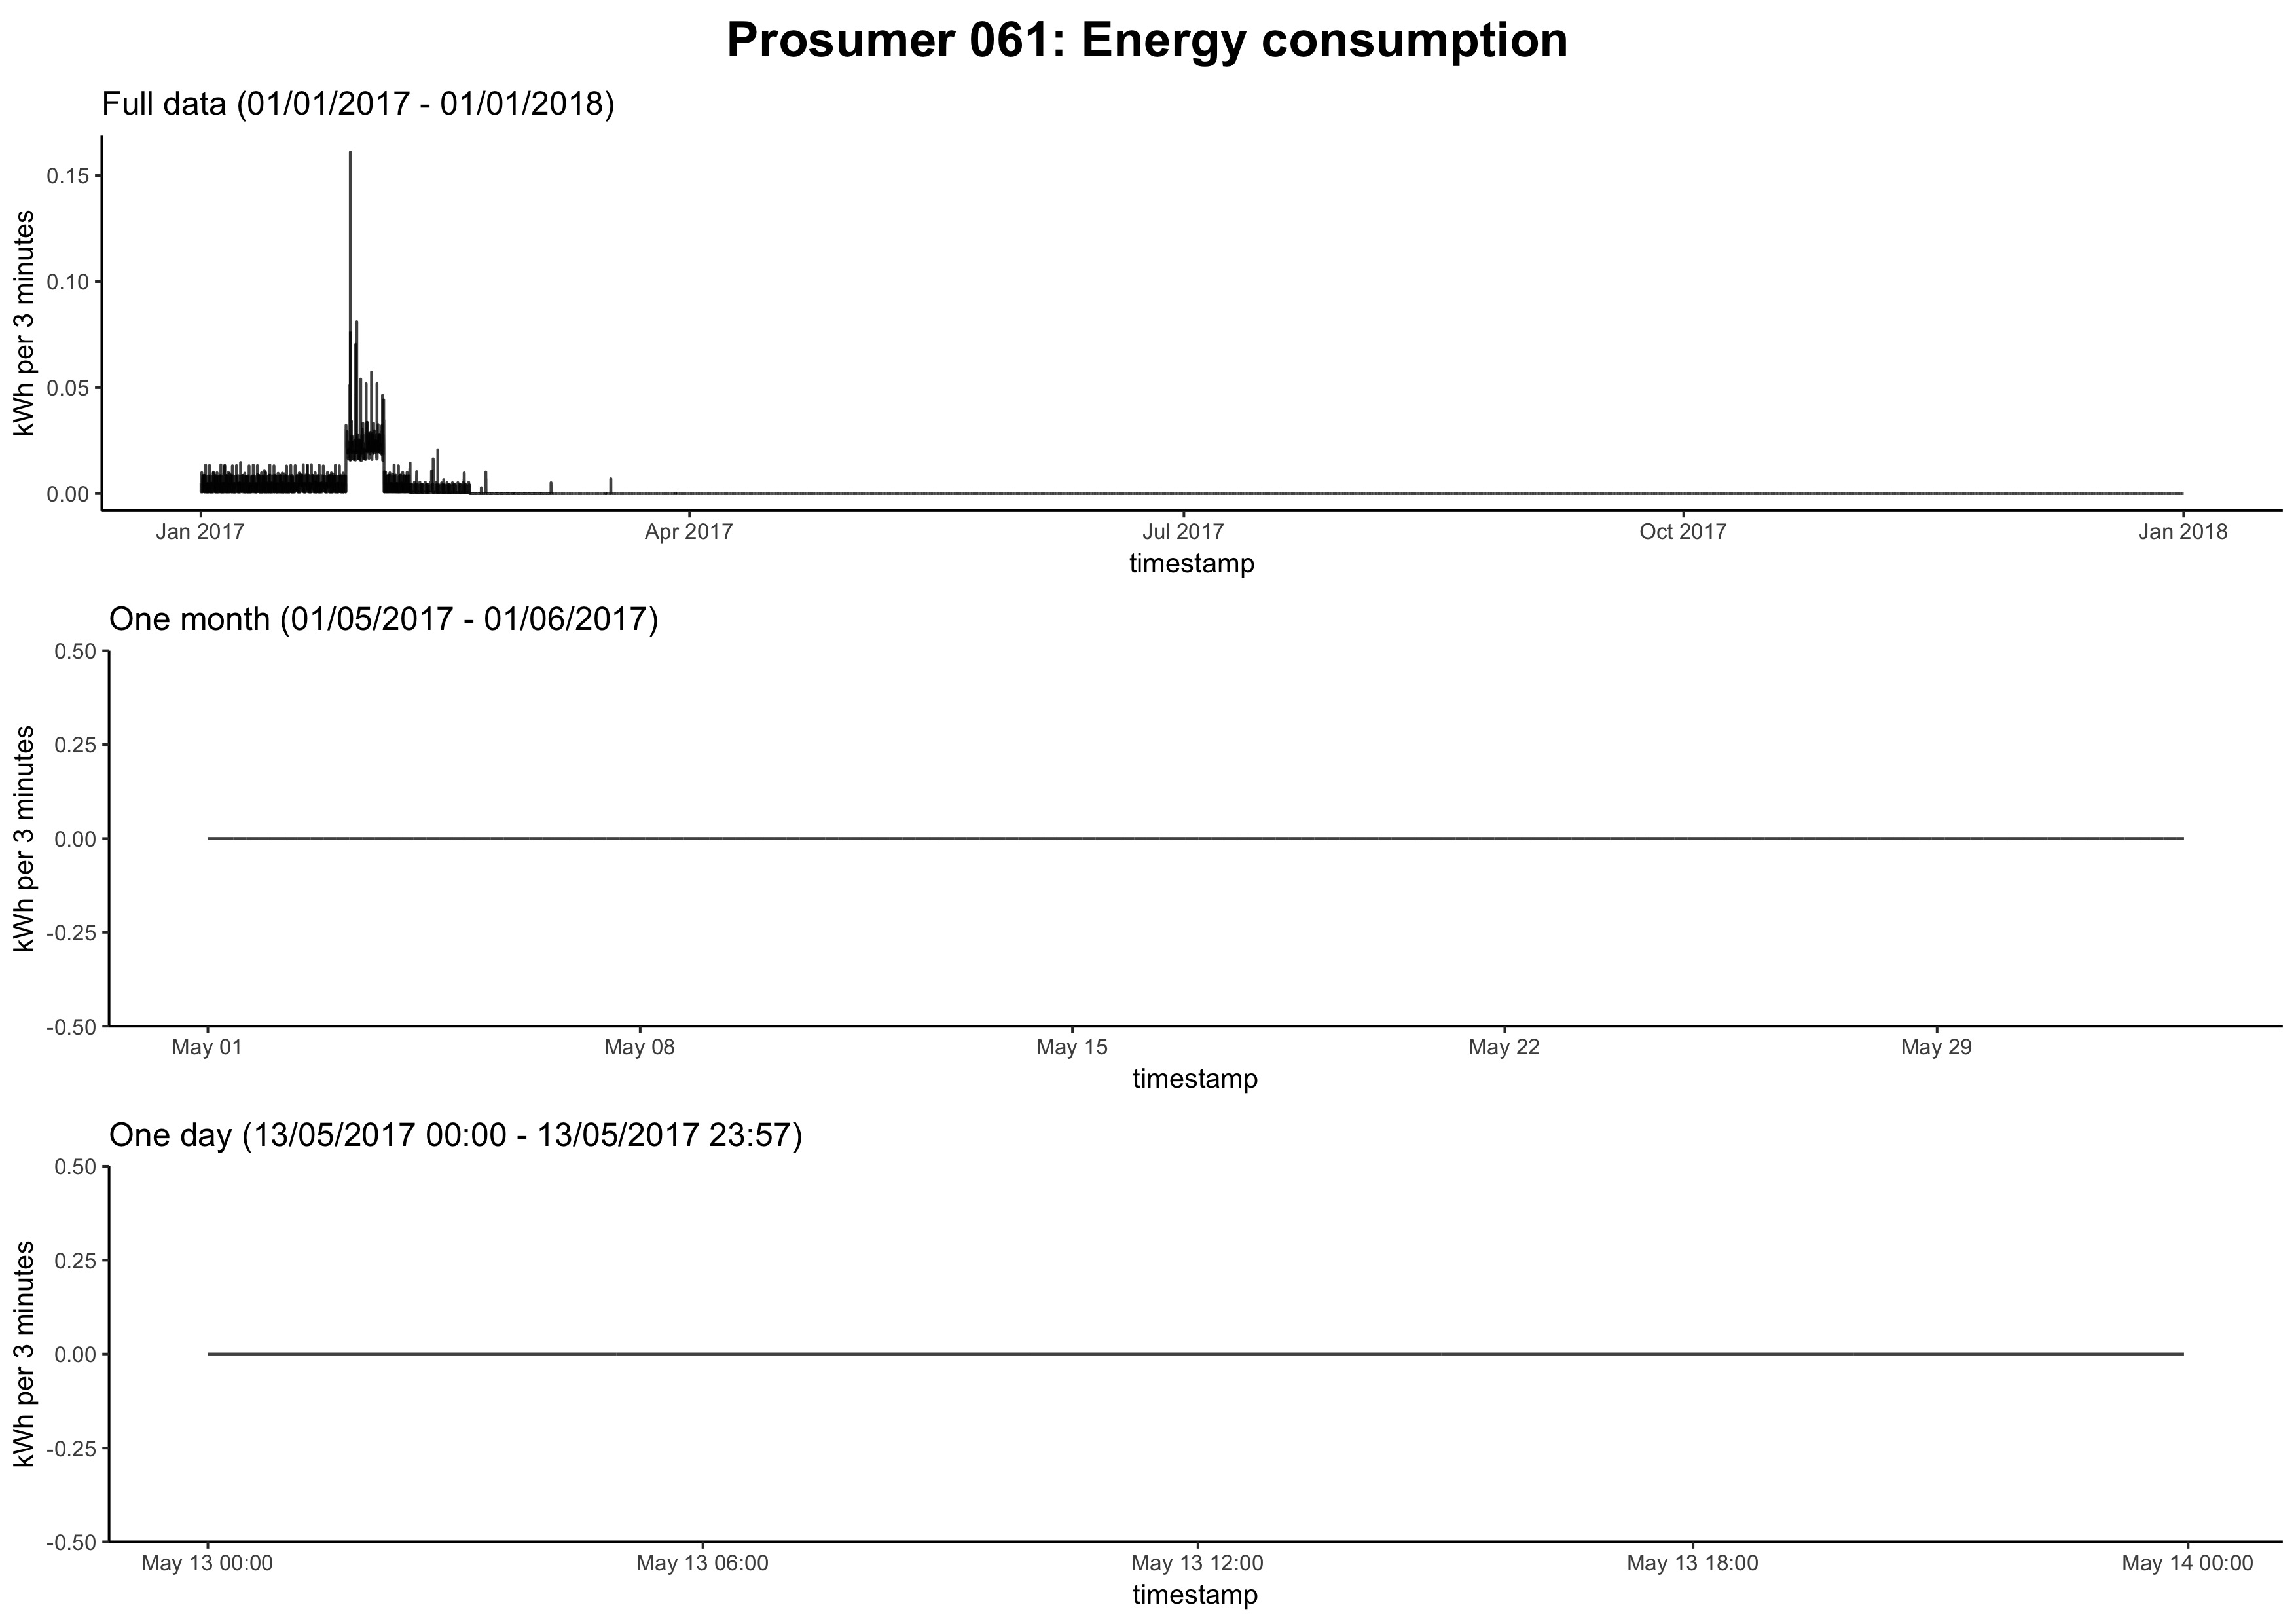 Prosumer 061: Energy consumption
Full data (01/01/2017 - 01/01/2018)
kWh per 3 minutes
0.15
0.10
0.05
0.00
Jan 2017 Apr 2017 Jul 2017 Oct 2017 Jan 2018
timestamp
One month (01/05/2017 - 01/06/2017)
kWh per 3 minutes
0.50
0.25
0.00
-0.25
-0.50
May 01 May 08 May 15 May 22 May 29
timestamp
One day (13/05/2017 00:00 - 13/05/2017 23:57)
kWh per 3 minutes
0.50
0.25
0.00
-0.25
-0.50
May 13 00:00 May 13 06:00 May 13 12:00 May 13 18:00 May 14 00:00
timestamp